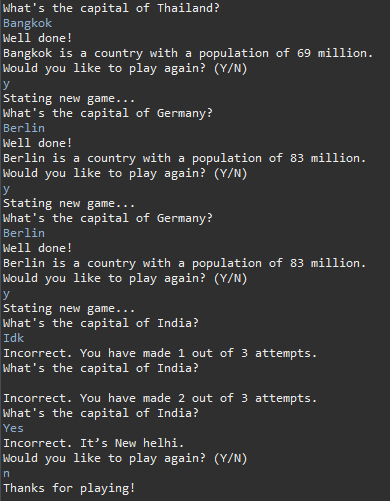 What's the capital of Thailand?
Bangkok
Well done!
Bangkok is a country with a population of 69 million.
Would you like to play again? (Y/N)
y
Stating new game...
What's the capital of Germany?
Berlin
Well done!
Berlin is a country with a population of 83 million.
Would you like to play again? (Y/N)
y
Stating new game...
What's the capital of Germany?
Berlin
Well done!
Berlin is a country with a population of 83 million.
Would you like to play again? (Y/N)
y
Stating new game...
What's the capital of India?
Idk
Incorrect. You have made 1 out of 3 attempts.
What's the capital of India?
Incorrect. You have made 2 out of 3 attempts.
What's the capital of India?
Yes
Incorrect. It’s New helhi.
Would you like to play again? (Y/N)
n
Thanks for playing!